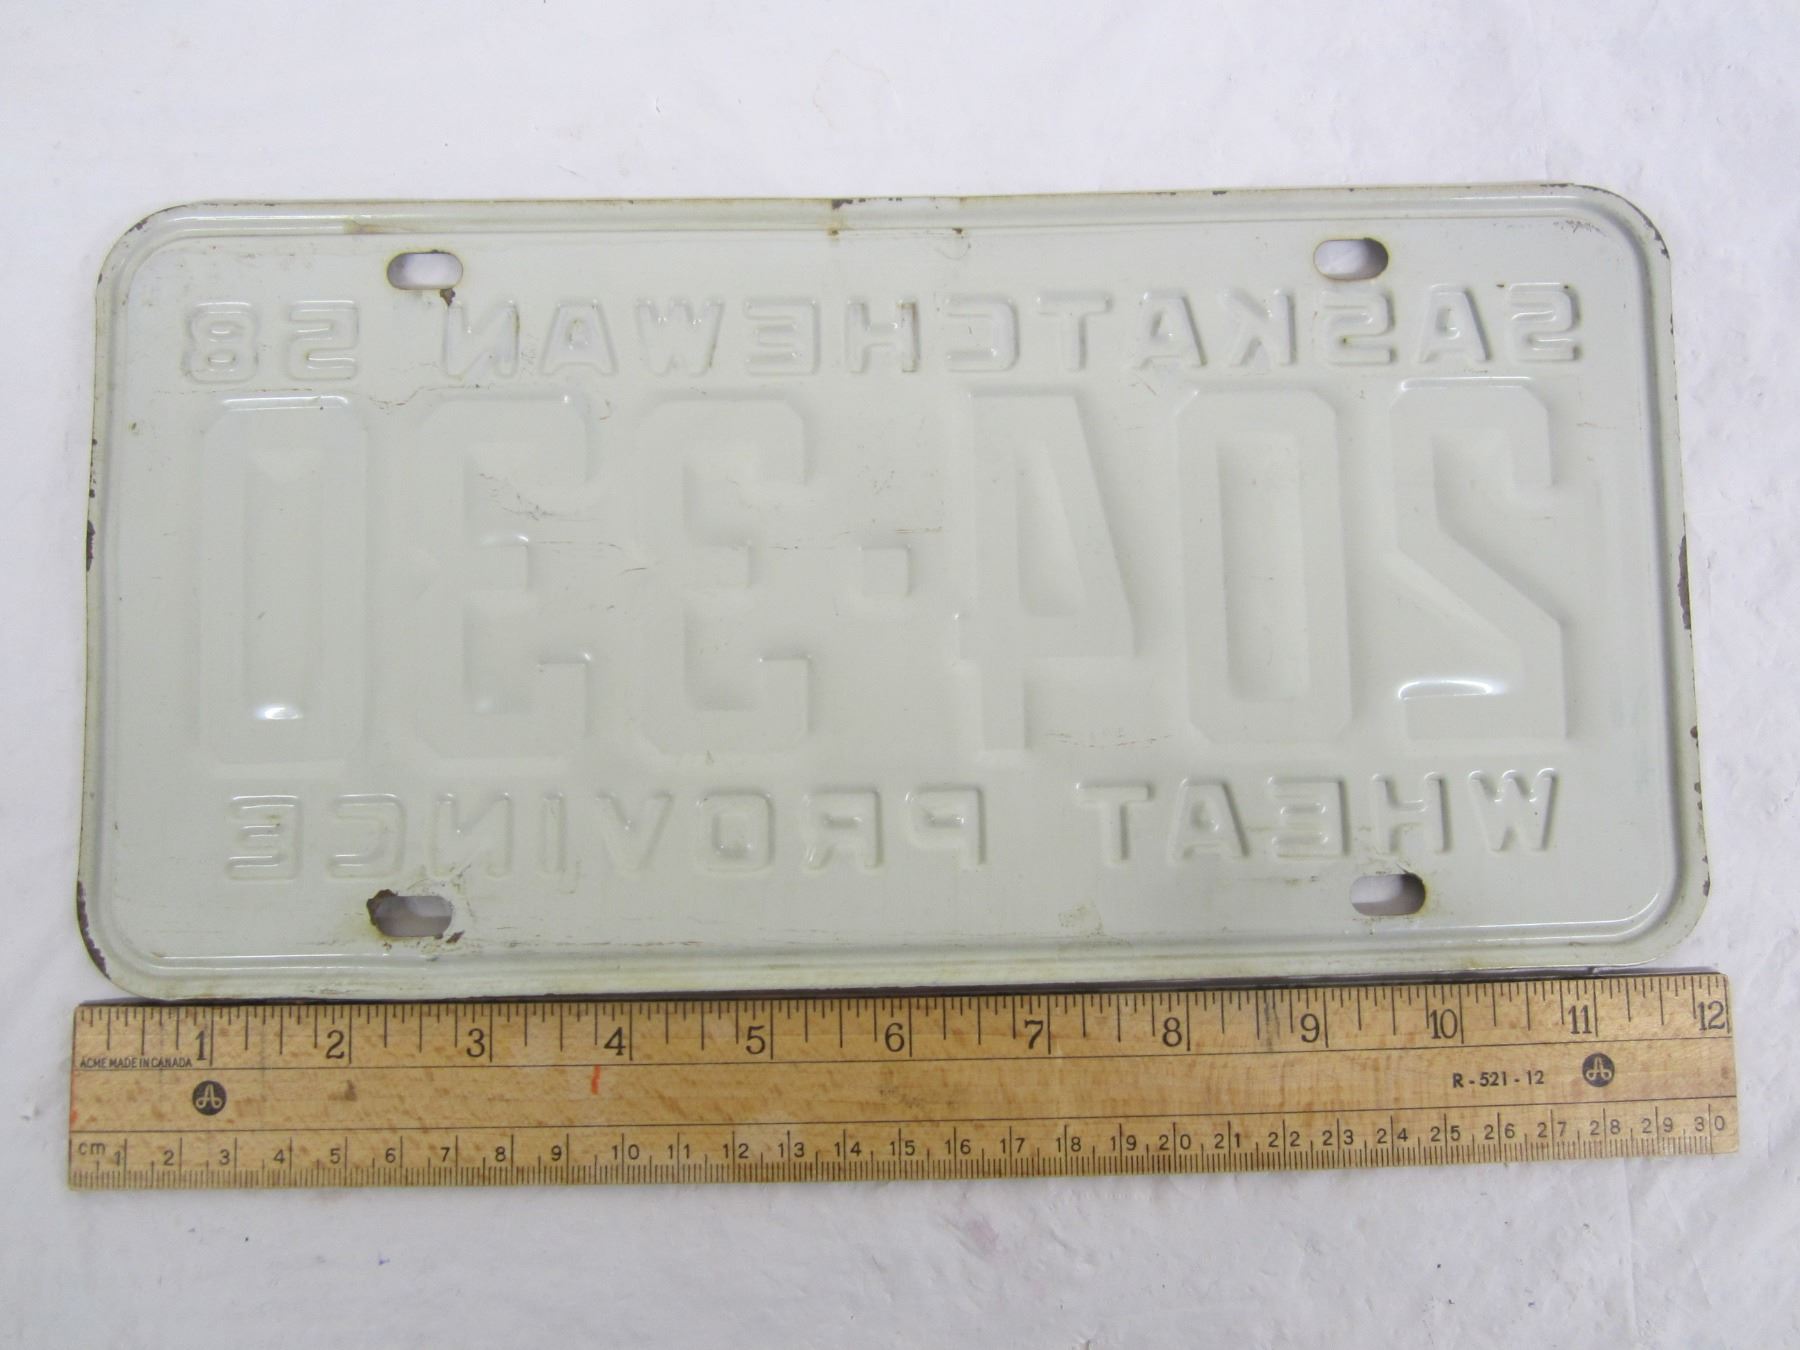 SASKATCHEWAN 58
204·330
WHEAT PROVINCE
1 2 3 4 5 6 7 8 9 10 11 12
ACME MADE IN CANADA
R-521-12
cm 1 2 3 4 5 6 7 8 9 10 11 12 13 14 15 16 17 18 19 20 21 22 23 24 25 26 27 28 29 30